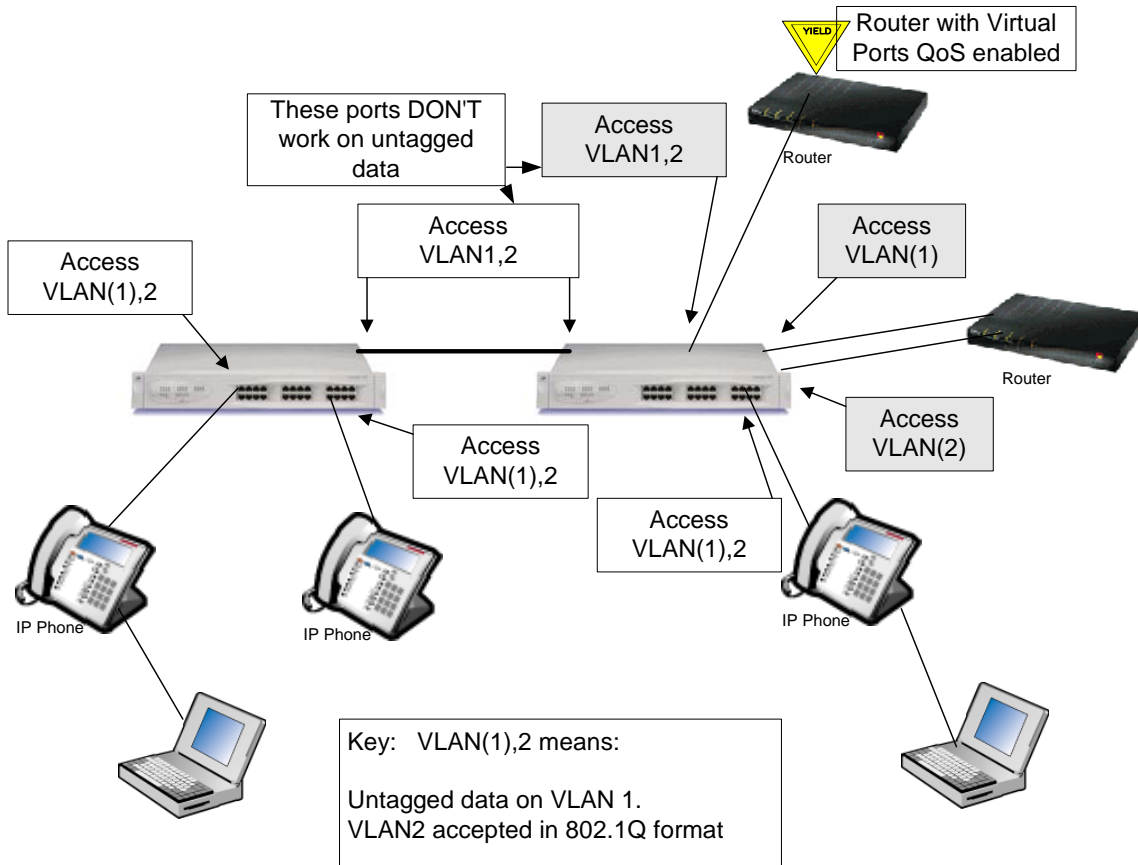 YIELD
Router with Virtual
Ports QoS enabled
These ports DON'T
work on untagged
data
Access
VLAN1,2
Router
Access
VLAN1,2
Access
VLAN(1)
Access
VLAN(1),2
Router
Access
VLAN(1),2
Access
VLAN(2)
Access
VLAN(1),2
IP Phone
IP Phone
IP Phone
Key: VLAN(1),2 means:
Untagged data on VLAN 1.
VLAN2 accepted in 802.1Q format